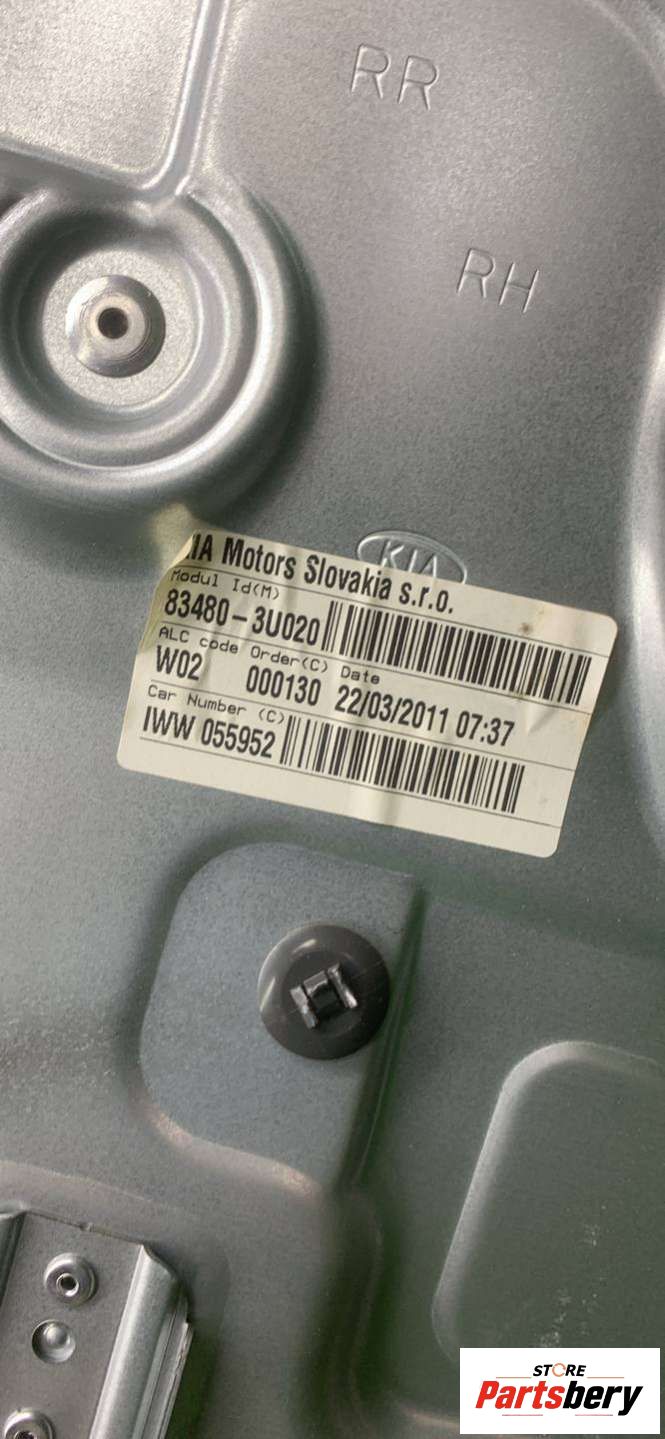 RR
RH
KIA
IA Motors Slovakia s.r.o.
Modul Id(M)
83480-3U020
ALC code Order(C) Date
W02 000130 22/03/2011 07:37
Car Number (C)
IWW 055952
STORE
Partsbery